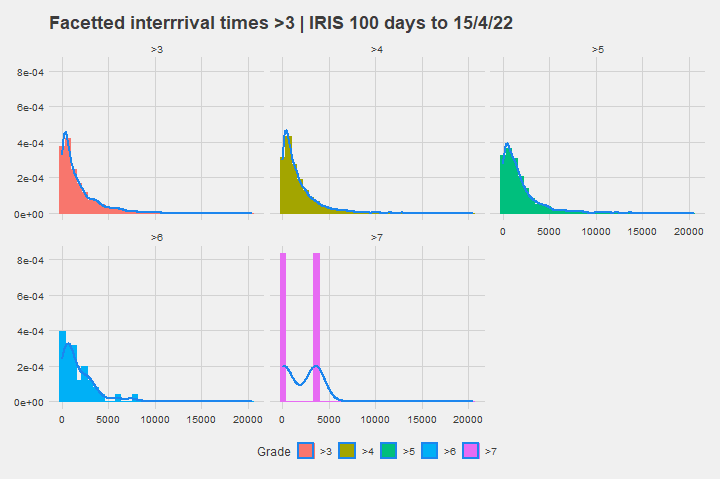 Facetted interrrival times >3 | IRIS 100 days to 15/4/22
>3 >4 >5
8e-04
6e-04
4e-04
2e-04
0e+00
0 5000 10000 15000 20000
>6 >7
8e-04
6e-04
4e-04
2e-04
0e+00
0 5000 10000 15000 20000 0 5000 10000 15000 20000
Grade >3 >4 >5 >6 >7